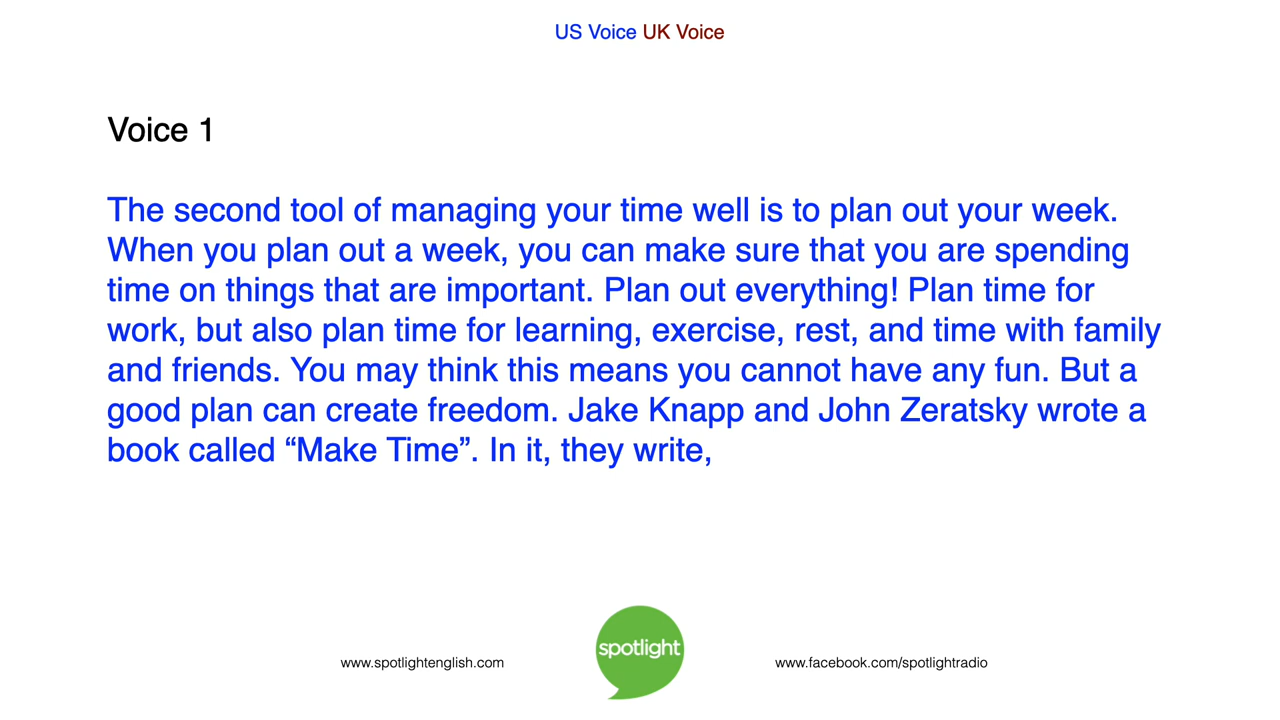 US Voice UK Voice
Voice 1
The second tool of managing your time well is to plan out your week.
When you plan out a week, you can make sure that you are spending
time on things that are important. Plan out everything! Plan time for
work, but also plan time for learning, exercise, rest, and time with family
and friends. You may think this means you cannot have any fun. But a
good plan can create freedom. Jake Knapp and John Zeratsky wrote a
book called “Make Time”. In it, they write,
spotlight
www.spotlightenglish.com
www.facebook.com/spotlightradio